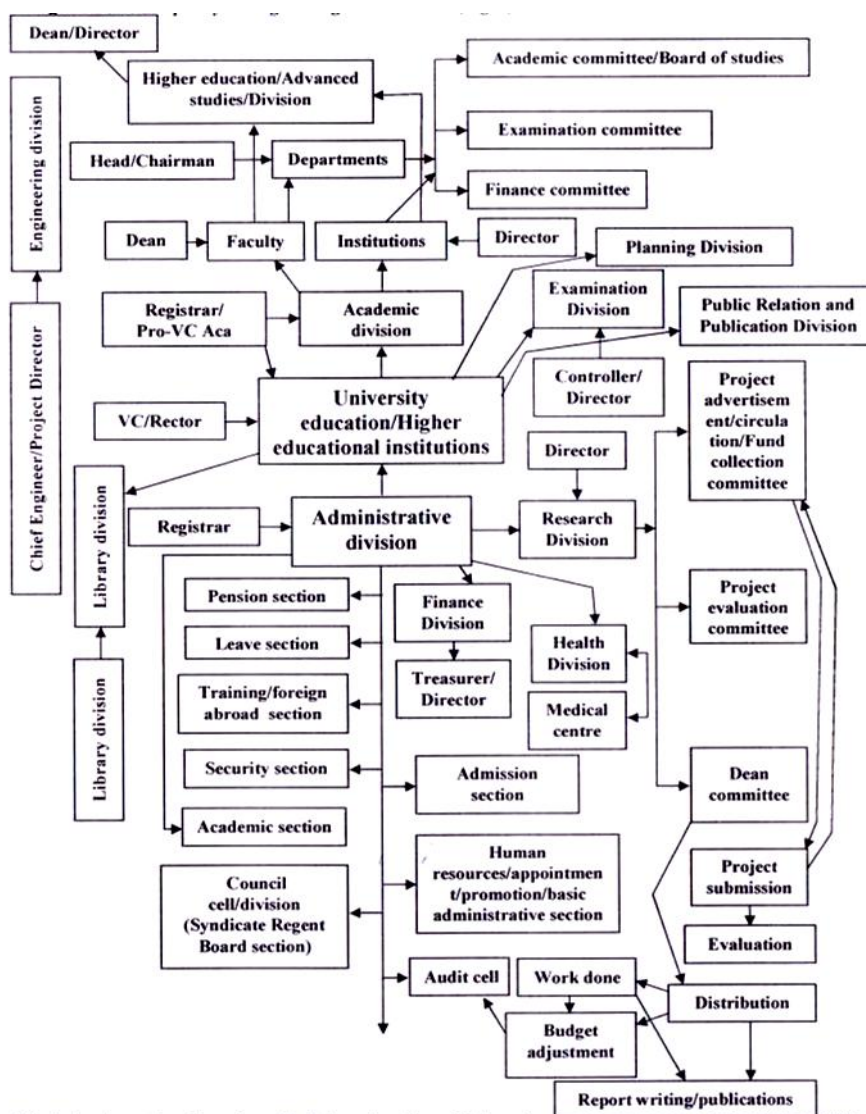 Dean/Director
Higher education/Advanced
studies/Division
Academic committee/Board of studies
Engineering division
Examination committee
Head/Chairman
Departments
Finance committee
Dean
Faculty
Institutions
Director
Planning Division
Registrar/
Pro-VC Aca
Academic
division
Examination
Division
Public Relation and
Publication Division
Chief Engineer/Project Director
VC/Rector
University
education/Higher
educational institutions
Controller/
Director
Project
advertisem
ent/circula
tion/Fund
collection
committee
Director
Library division
Registrar
Administrative
division
Research
Division
Pension section
Finance
Division
Project
evaluation
committee
Leave section
Health
Division
Treasurer/
Director
Training/foreign
abroad section
Medical
centre
Library division
Security section
Admission
section
Dean
committee
Academic section
Human
resources/appointmen
t/promotion/basic
administrative section
Project
submission
Council
cell/division
(Syndicate Regent
Board section)
Evaluation
Audit cell
Work done
Distribution
Budget
adjustment
Report writing/publications